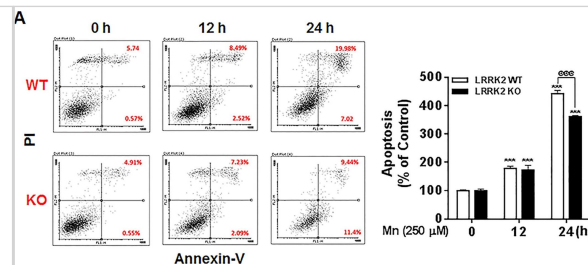 A
0 h 12 h 24 h
WT
KO
PI
Annexin-V
5.74
0.57%
8.49%
2.52%
19.98%
7.02
4.91%
0.55%
7.23%
2.09%
9.44%
11.4%
LRRK2 WT
LRRK2 KO
Apoptosis
(% of Control)
500
400
300
200
100
0
*** ***
***
***
@@@
Mn (250 μM) 0 12 24 (h)